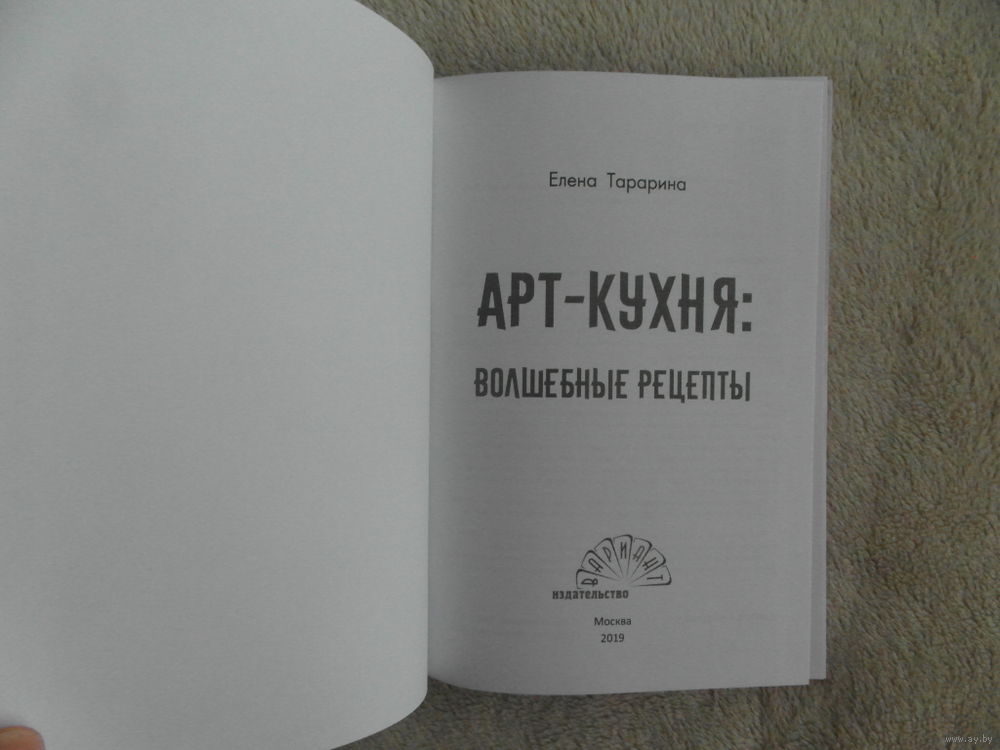 Елена Тарарина
АРТ-КУХНЯ:
ВОЛШЕБНЫЕ РЕЦЕПТЫ
ВАРИАНТ
издательство
Москва
2019
www.ay.by